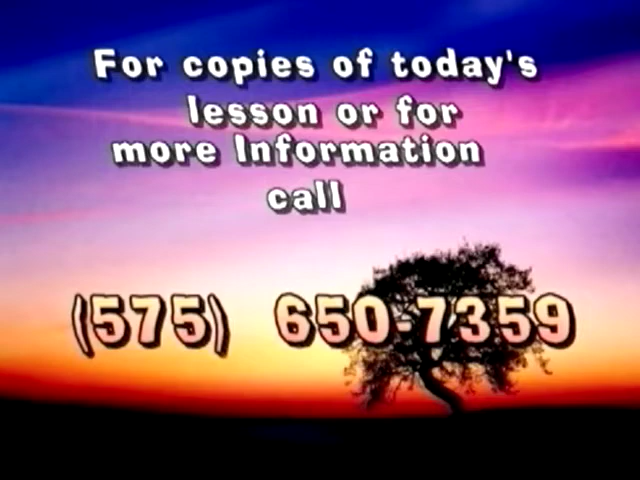 For copies of today's
lesson or for
more Information
call
(575) 650-7359